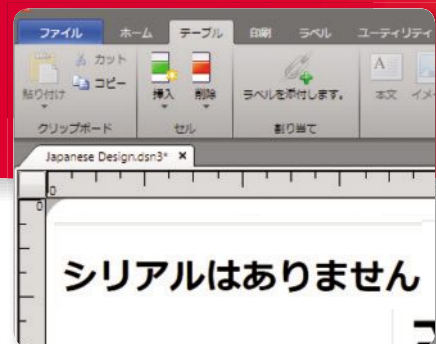 ファイル ホーム テーブル 印刷 ラベル ユーティリティ
カット
コピー
貼り付け 挿入 削除 ラベルを添付します。 本文 イメ
クリップボード セル 割り当て
Japanese Design.dsn3* ×
0
0
シリアルはありません